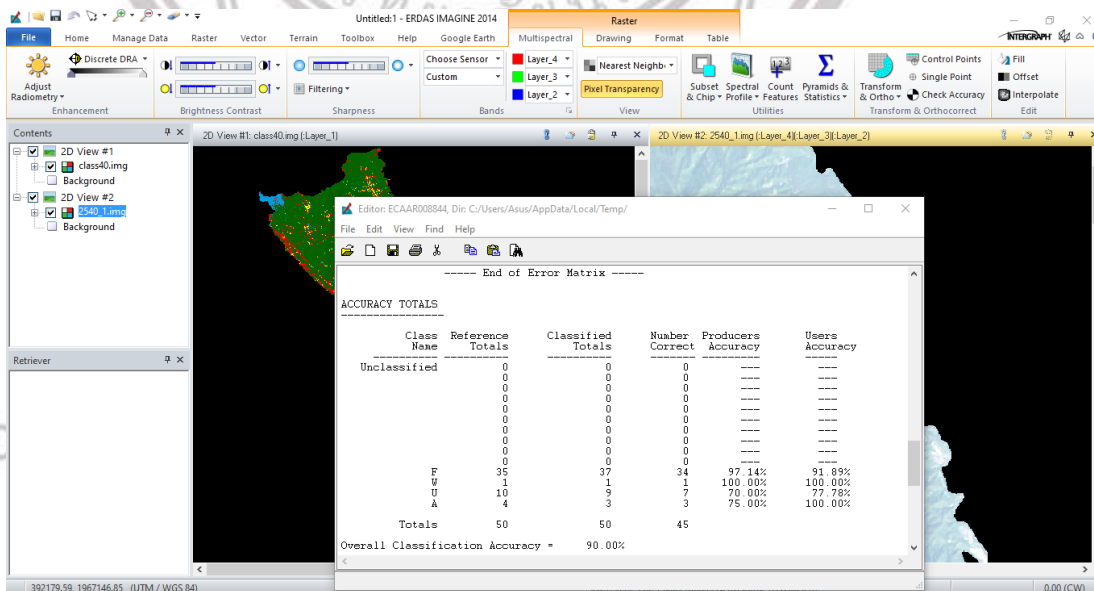 Untitled:1 - ERDAS IMAGINE 2014
Raster
File Home Manage Data Raster Vector Terrain Toolbox Help Google Earth Multispectral Drawing Format Table
INTERGRAPH
Adjust Radiometry
Discrete DRA
Enhancement
Brightness Contrast
Filtering
Sharpness
Choose Sensor
Custom
Layer_4
Layer_3
Layer_2
Bands
Nearest Neighb
Pixel Transparency
View
Subset & Chip
Spectral Profile
Count Features
Pyramids & Statistics
Utilities
Transform & Ortho
Control Points
Single Point
Check Accuracy
Transform & Orthocorrect
Fill
Offset
Interpolate
Edit
Contents
2D View #1
class40.img
Background
2D View #2
2540_1.img
Background
Retriever
2D View #1: class40.img (:Layer_1)
2D View #2: 2540_1.img (:Layer_4)(:Layer_3)(:Layer_2)
Editor: ECAAR008844, Dir: C:/Users/Asus/AppData/Local/Temp/
File Edit View Find Help
----- End of Error Matrix -----
ACCURACY TOTALS
----------------
Class Reference Classified Number Producers Users
Name Totals Totals Correct Accuracy Accuracy
---------- ---------- ---------- ------- --------- -----
Unclassified 0 0 0 --- ---
0 0 0 --- ---
0 0 0 --- ---
0 0 0 --- ---
0 0 0 --- ---
0 0 0 --- ---
0 0 0 --- ---
0 0 0 --- ---
0 0 0 --- ---
0 0 0 --- ---
F 35 37 34 97.14% 91.89%
W 1 1 1 100.00% 100.00%
U 10 9 7 70.00% 77.78%
A 4 3 3 75.00% 100.00%
Totals 50 50 45
Overall Classification Accuracy = 90.00%
392179.59 1967146.85 (UTM / WGS 84)
0.00 (CW)